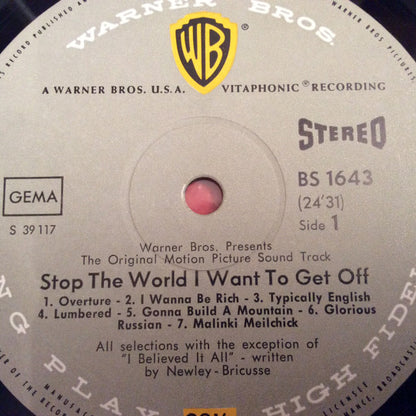 WARNER BROS.
WB
A WARNER BROS. U.S.A. VITAPHONIC ® RECORDING
STEREO
GEMA
BS 1643
(24'31)
S 39 117
Side 1
Warner Bros. Presents
The Original Motion Picture Sound Track
Stop The World I Want To Get Off
1. Overture - 2. I Wanna Be Rich - 3. Typically English
4. Lumbered - 5. Gonna Build A Mountain - 6. Glorious
Russian - 7. Malinki Meilchick
All selections with the exception of
"I Believed It All" - written
by
Newley-Bricusse
HIGH FIDEL